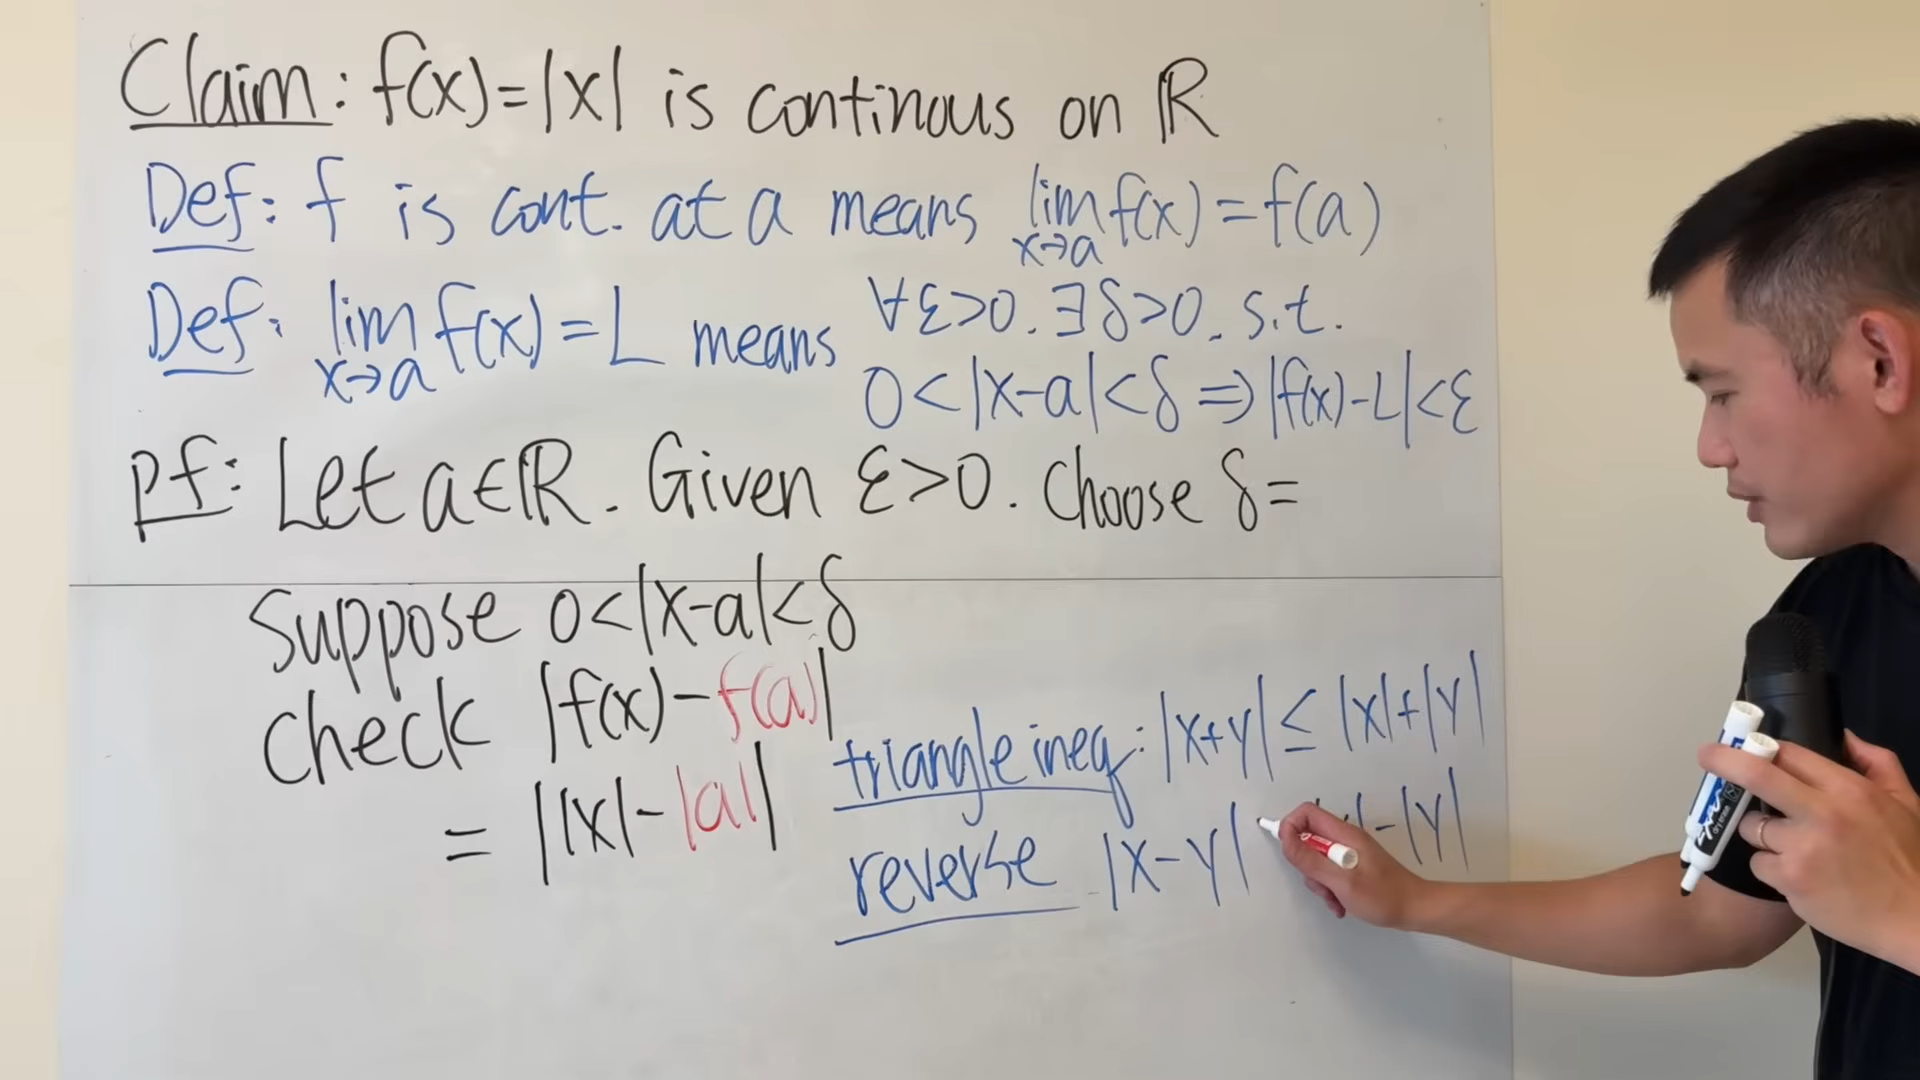 Claim: f(x)=|x| is continous on ℝ
Def: f is cont. at a means lim x→a f(x)=f(a)
Def: lim x→a f(x)=L means ∀ε>0. ∃δ>0. s.t.
0<|x-a|<δ ⇒ |f(x)-L|<ε
pf: Let a∈ℝ. Given ε>0. Choose δ=
Suppose 0<|x-a|<δ
Check |f(x)-f(a)|
= ||x|-|a||
triangle ineq: |x+y| ≤ |x|+|y|
reverse |x-y| |-|y|